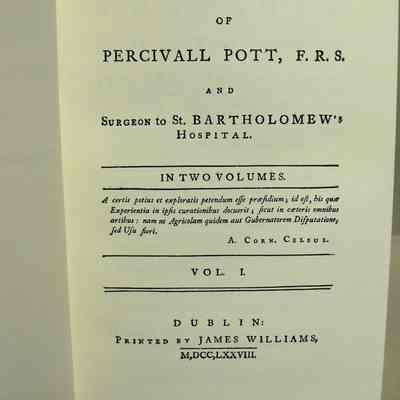 OF
PERCIVALL POTT, F. R. S.
AND
SURGEON to St. BARTHOLOMEW's
HOSPITAL.
IN TWO VOLUMES.
A certis potius et exploratis petendum esse præsidium; id est, his quæ
Experientia in ipsis curationibus docuerit; sicut in cæteris omnibus
artibus: nam ne Agricolam quidem aut Gubernatorem Disputatione,
sed Usu fieri.
A. CORN. CELSUS.
VOL. I.
DUBLIN:
PRINTED BY JAMES WILLIAMS,
M,DCC,LXXVIII.